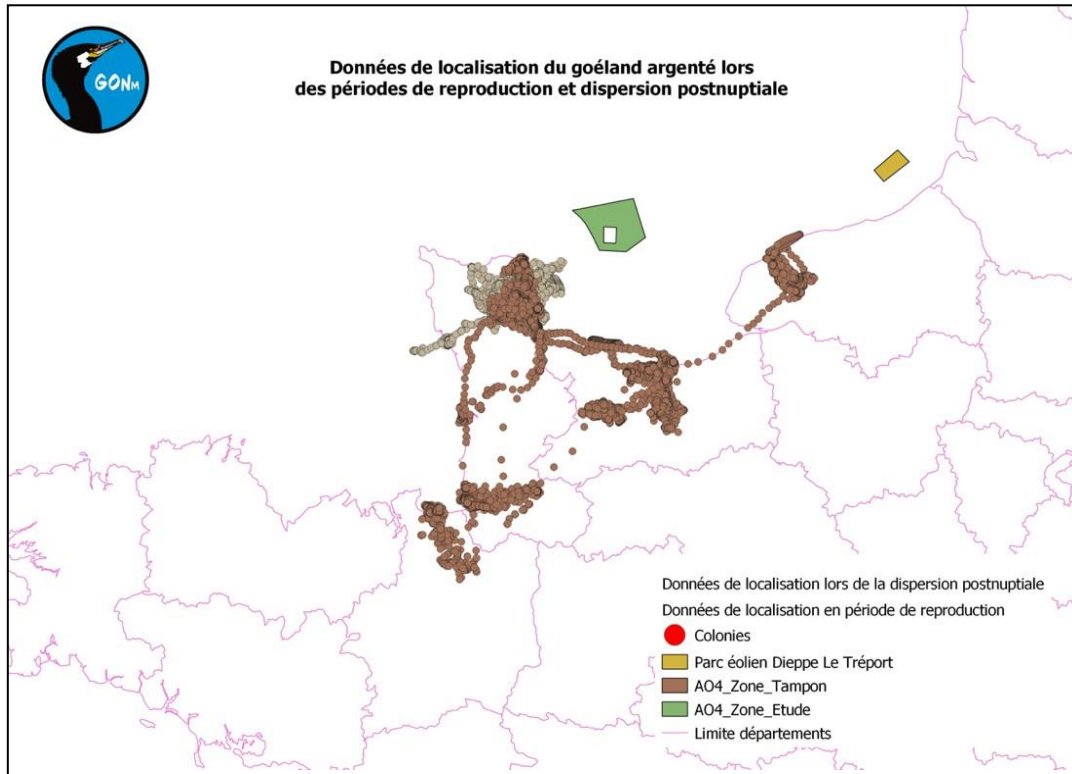 GONm
Données de localisation du goéland argenté lors
des périodes de reproduction et dispersion postnuptiale
Données de localisation lors de la dispersion postnuptiale
Données de localisation en période de reproduction
Colonies
Parc éolien Dieppe Le Tréport
AO4_Zone_Tampon
AO4_Zone_Etude
Limite départements